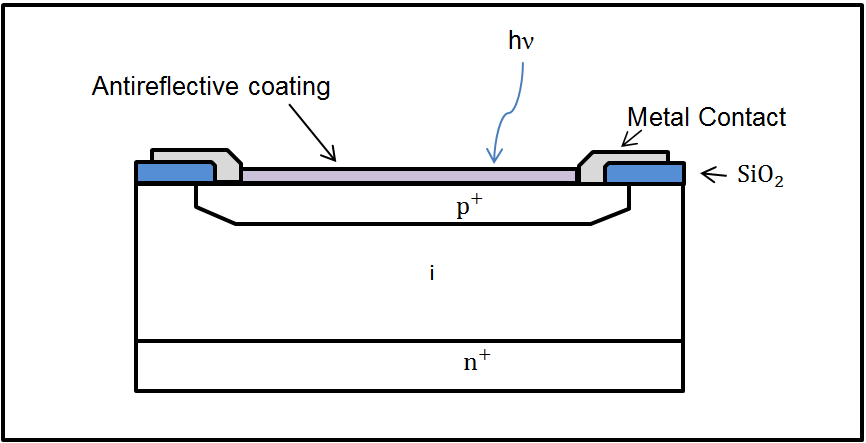 hν
Antireflective coating
Metal Contact
SiO₂
p⁺
i
n⁺